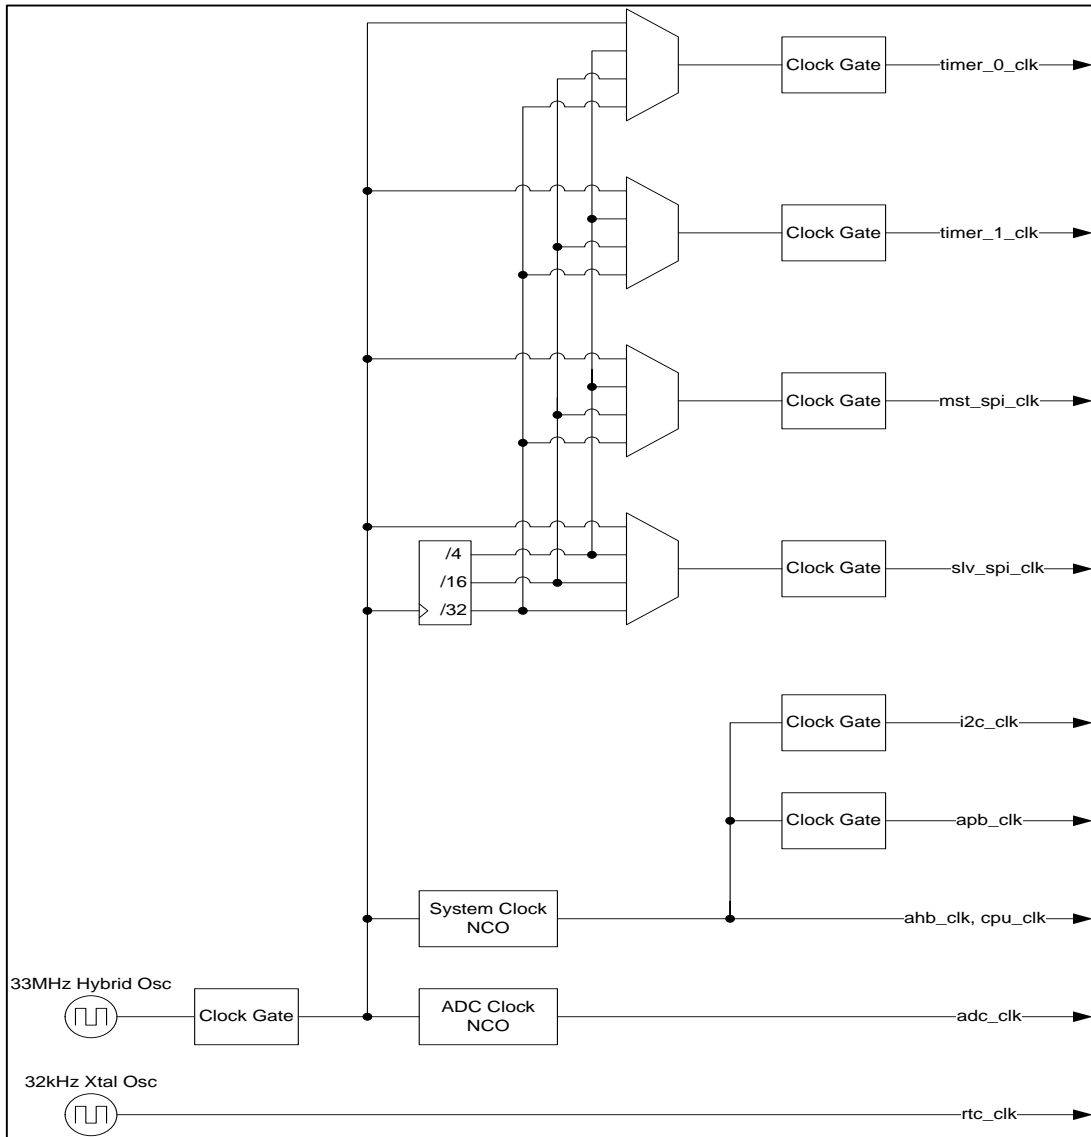 Clock Gate
timer_0_clk
Clock Gate
timer_1_clk
Clock Gate
mst_spi_clk
/4
/16
/32
Clock Gate
slv_spi_clk
Clock Gate
i2c_clk
Clock Gate
apb_clk
System Clock
NCO
ahb_clk, cpu_clk
33MHz Hybrid Osc
Clock Gate
ADC Clock
NCO
adc_clk
32kHz Xtal Osc
rtc_clk